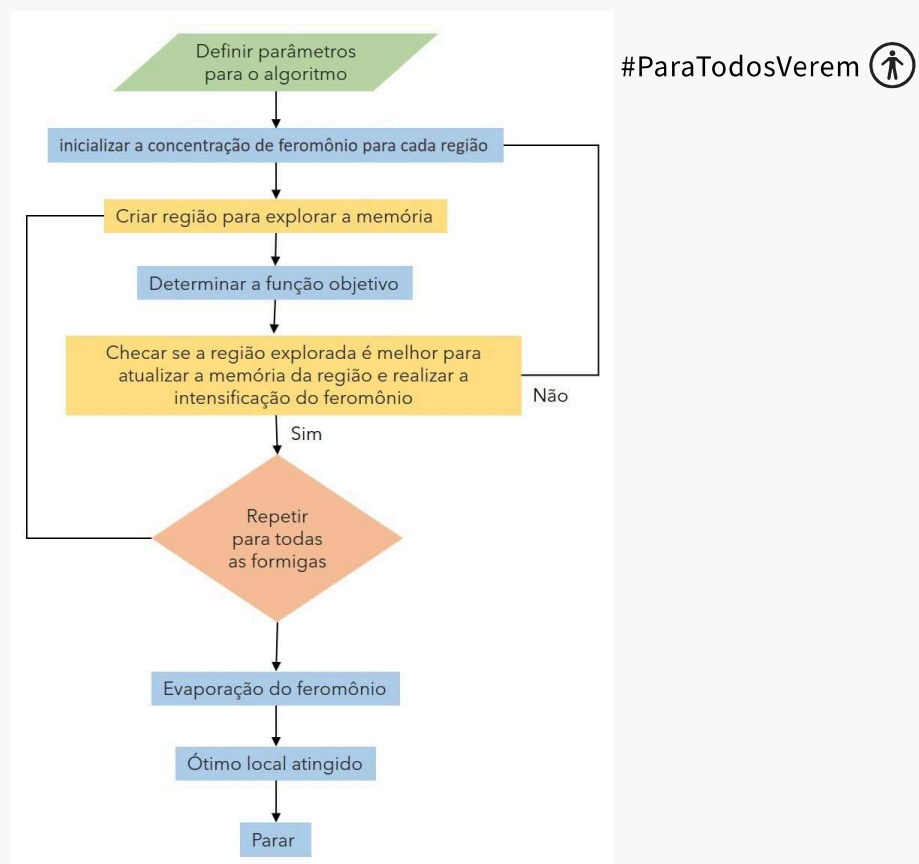 Definir parâmetros
para o algoritmo
#ParaTodosVerem
inicializar a concentração de feromônio para cada região
Criar região para explorar a memória
Determinar a função objetivo
Checar se a região explorada é melhor para
atualizar a memória da região e realizar a
intensificação do feromônio
Não
Sim
Repetir
para todas
as formigas
Evaporação do feromônio
Ótimo local atingido
Parar